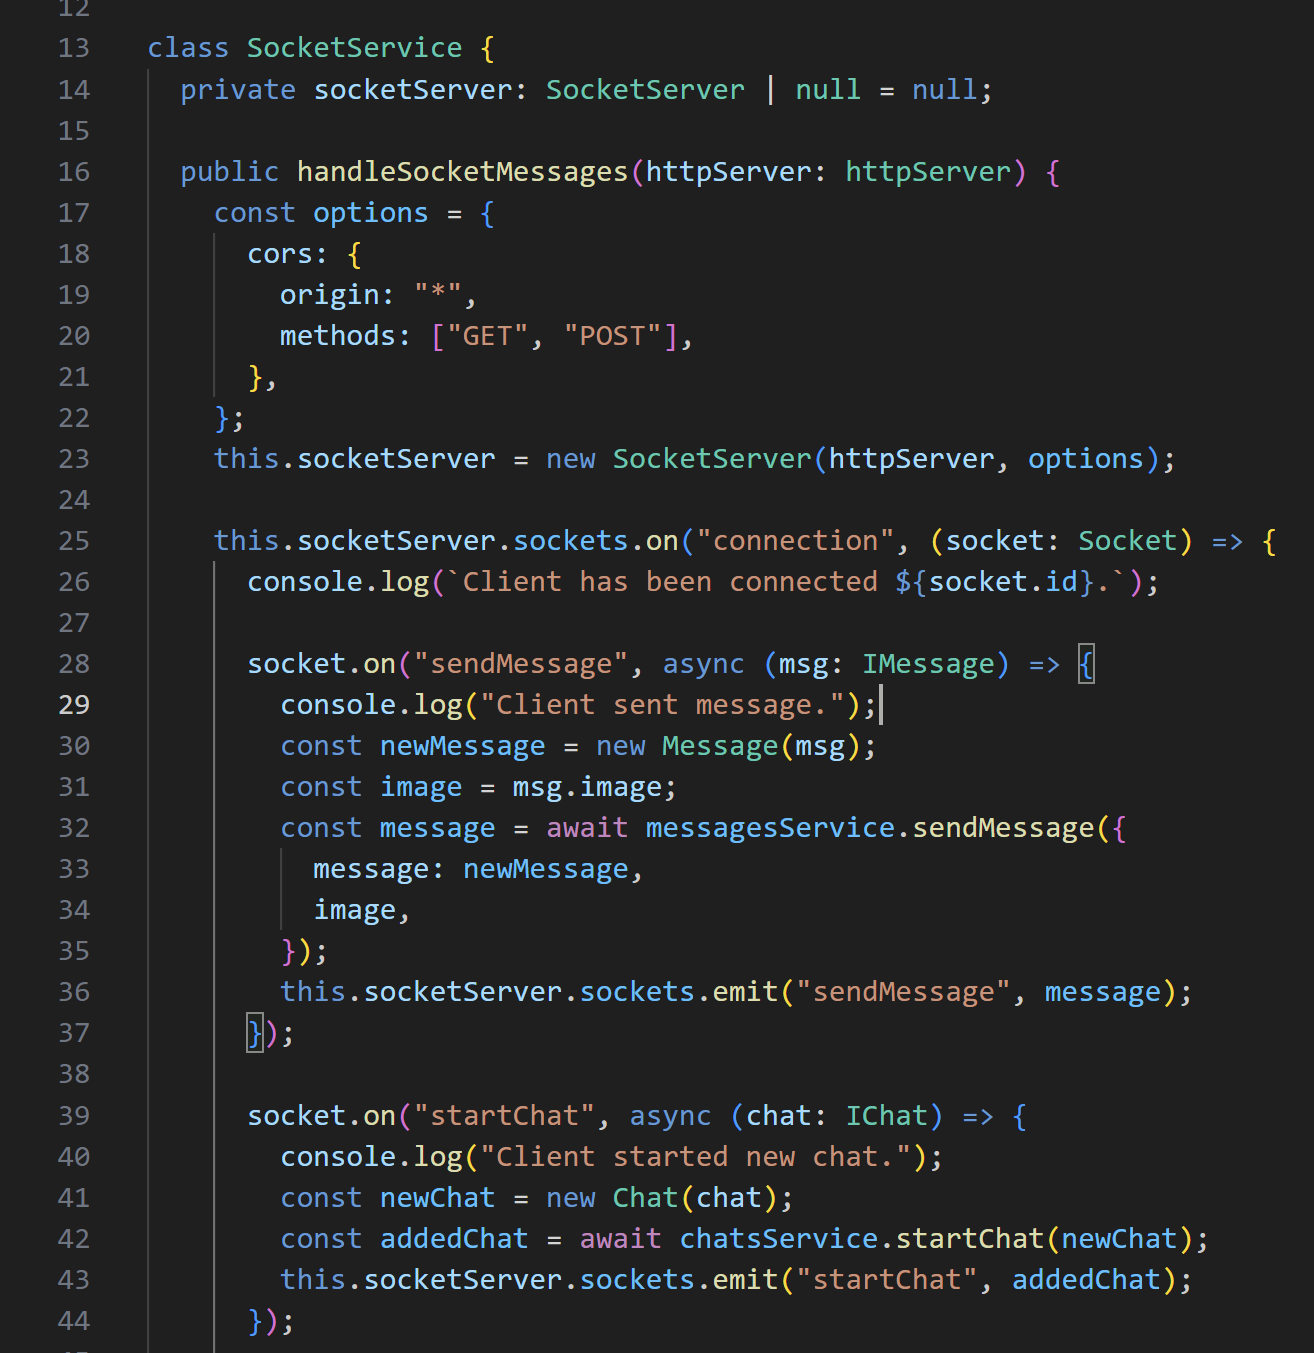 12
13 class SocketService {
14 private socketServer: SocketServer | null = null;
15
16 public handleSocketMessages(httpServer: httpServer) {
17 const options = {
18 cors: {
19 origin: "*",
20 methods: ["GET", "POST"],
21 },
22 };
23 this.socketServer = new SocketServer(httpServer, options);
24
25 this.socketServer.sockets.on("connection", (socket: Socket) => {
26 console.log(`Client has been connected ${socket.id}.`);
27
28 socket.on("sendMessage", async (msg: IMessage) => {
29 console.log("Client sent message.");
30 const newMessage = new Message(msg);
31 const image = msg.image;
32 const message = await messagesService.sendMessage({
33 message: newMessage,
34 image,
35 });
36 this.socketServer.sockets.emit("sendMessage", message);
37 });
38
39 socket.on("startChat", async (chat: IChat) => {
40 console.log("Client started new chat.");
41 const newChat = new Chat(chat);
42 const addedChat = await chatsService.startChat(newChat);
43 this.socketServer.sockets.emit("startChat", addedChat);
44 });